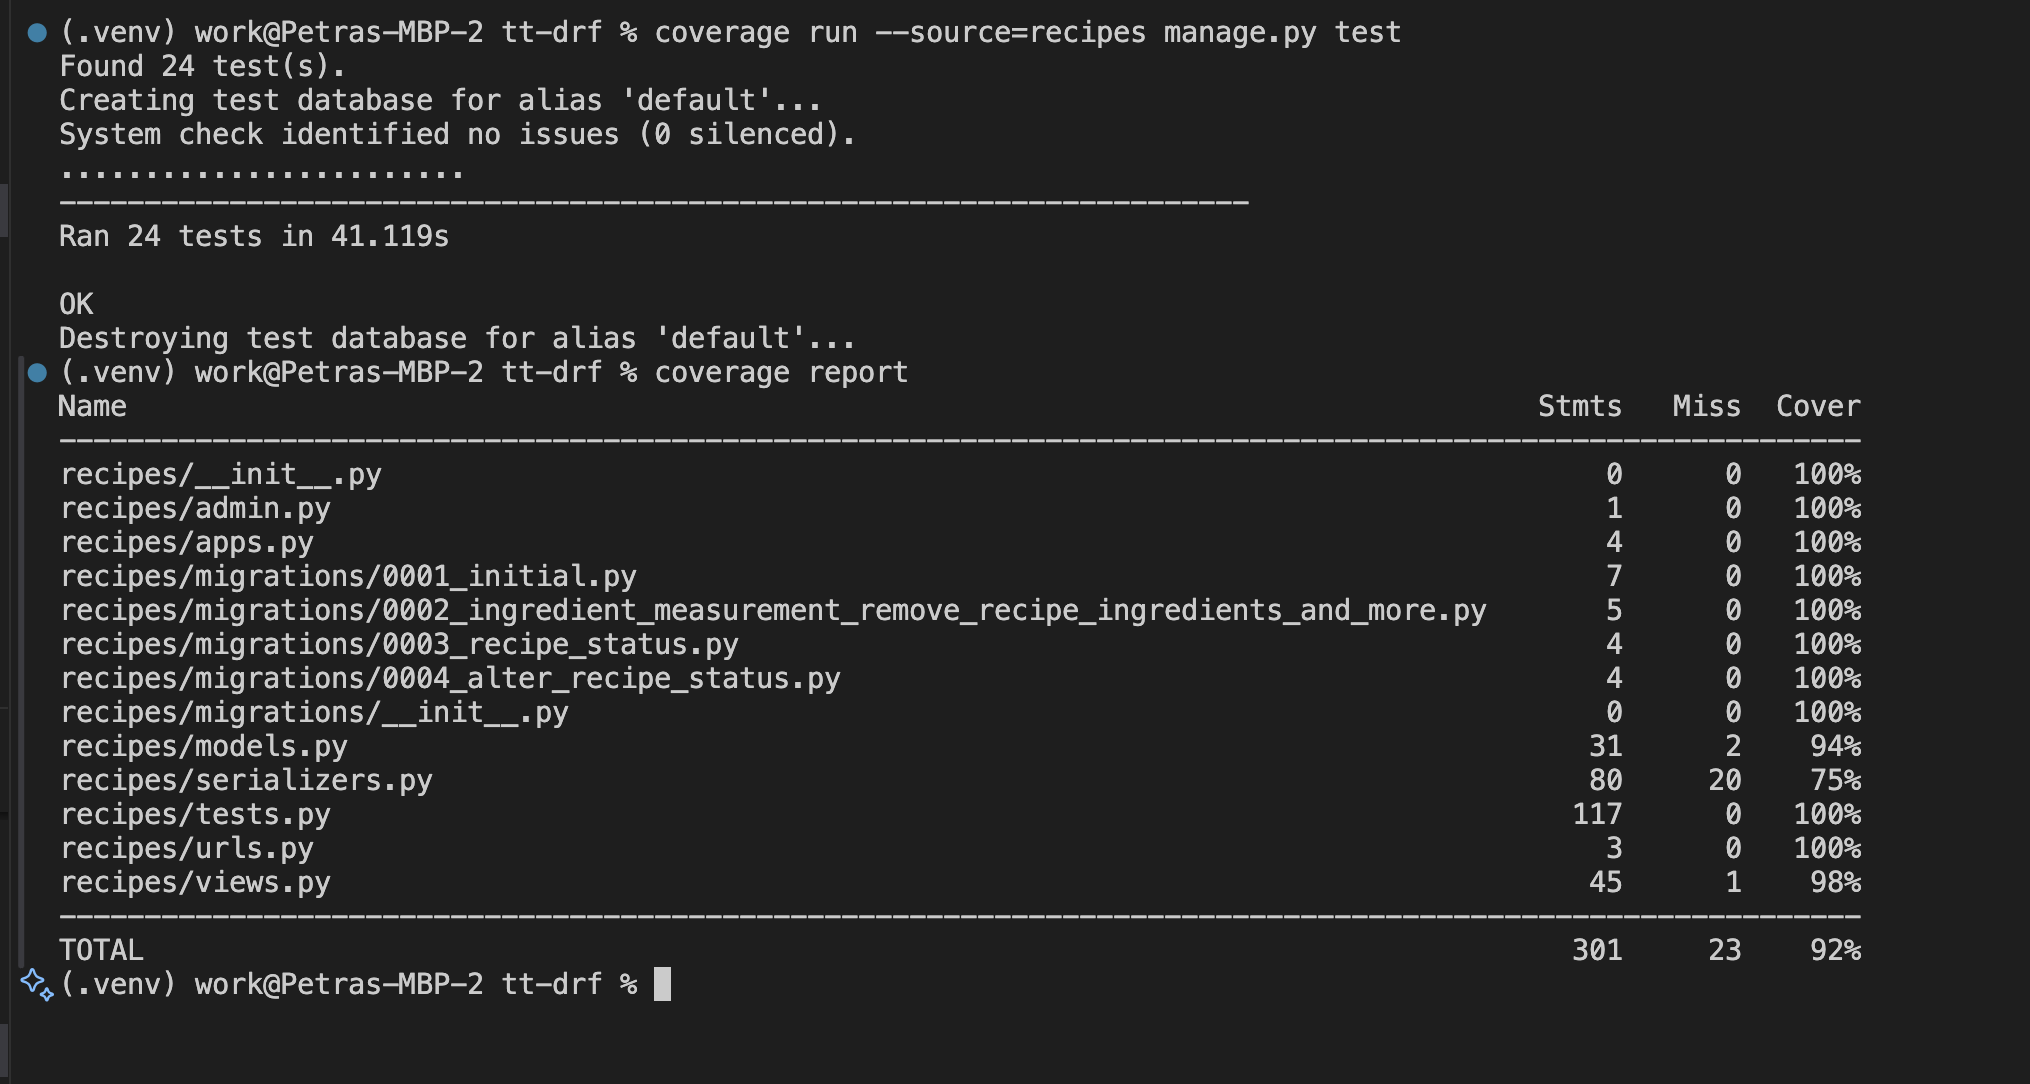 (.venv) work@Petras-MBP-2 tt-drf % coverage run --source=recipes manage.py test
Found 24 test(s).
Creating test database for alias 'default'...
System check identified no issues (0 silenced).
........................
----------------------------------------------------------------------
Ran 24 tests in 41.119s

OK
Destroying test database for alias 'default'...
(.venv) work@Petras-MBP-2 tt-drf % coverage report
Name                                                                                   Stmts   Miss  Cover
----------------------------------------------------------------------------------------------------------
recipes/__init__.py                                                                        0      0   100%
recipes/admin.py                                                                           1      0   100%
recipes/apps.py                                                                            4      0   100%
recipes/migrations/0001_initial.py                                                         7      0   100%
recipes/migrations/0002_ingredient_measurement_remove_recipe_ingredients_and_more.py       5      0   100%
recipes/migrations/0003_recipe_status.py                                                   4      0   100%
recipes/migrations/0004_alter_recipe_status.py                                             4      0   100%
recipes/migrations/__init__.py                                                             0      0   100%
recipes/models.py                                                                         31      2    94%
recipes/serializers.py                                                                    80     20    75%
recipes/tests.py                                                                         117      0   100%
recipes/urls.py                                                                            3      0   100%
recipes/views.py                                                                          45      1    98%
----------------------------------------------------------------------------------------------------------
TOTAL                                                                                    301     23    92%
(.venv) work@Petras-MBP-2 tt-drf %